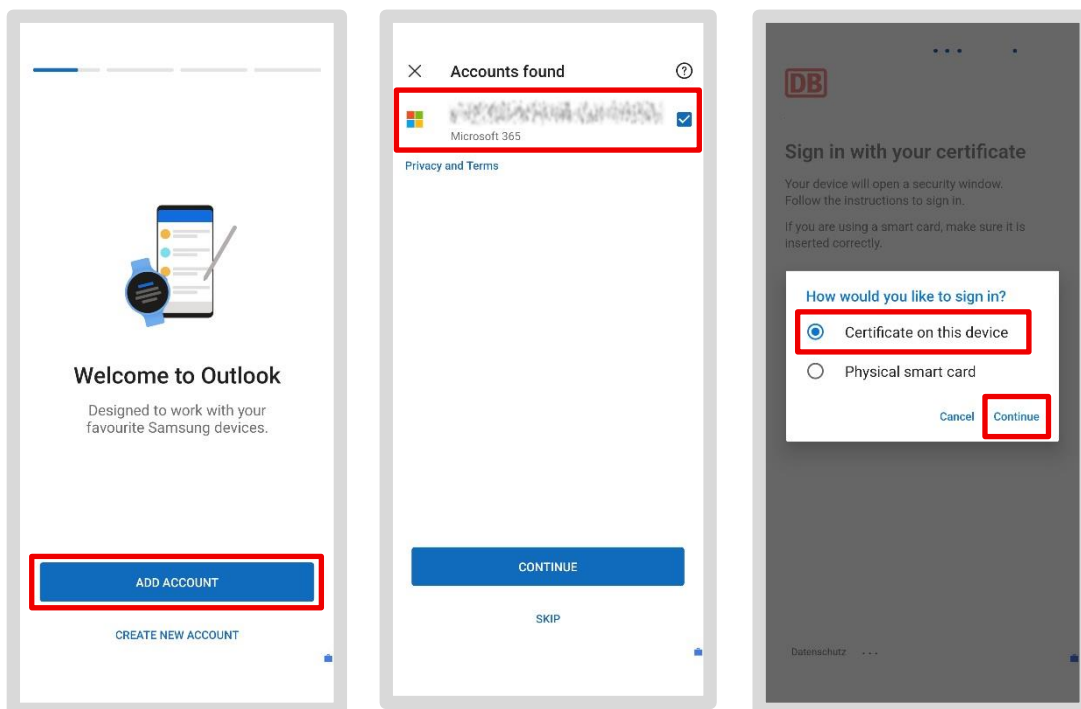 Welcome to Outlook
Designed to work with your
favourite Samsung devices.
ADD ACCOUNT
CREATE NEW ACCOUNT
Accounts found
Microsoft 365
Privacy and Terms
CONTINUE
SKIP
DB
Sign in with your certificate
Your device will open a security window.
Follow the instructions to sign in.
If you are using a smart card, make sure it is
inserted correctly.
How would you like to sign in?
Certificate on this device
Physical smart card
Cancel Continue
Datenschutz ...